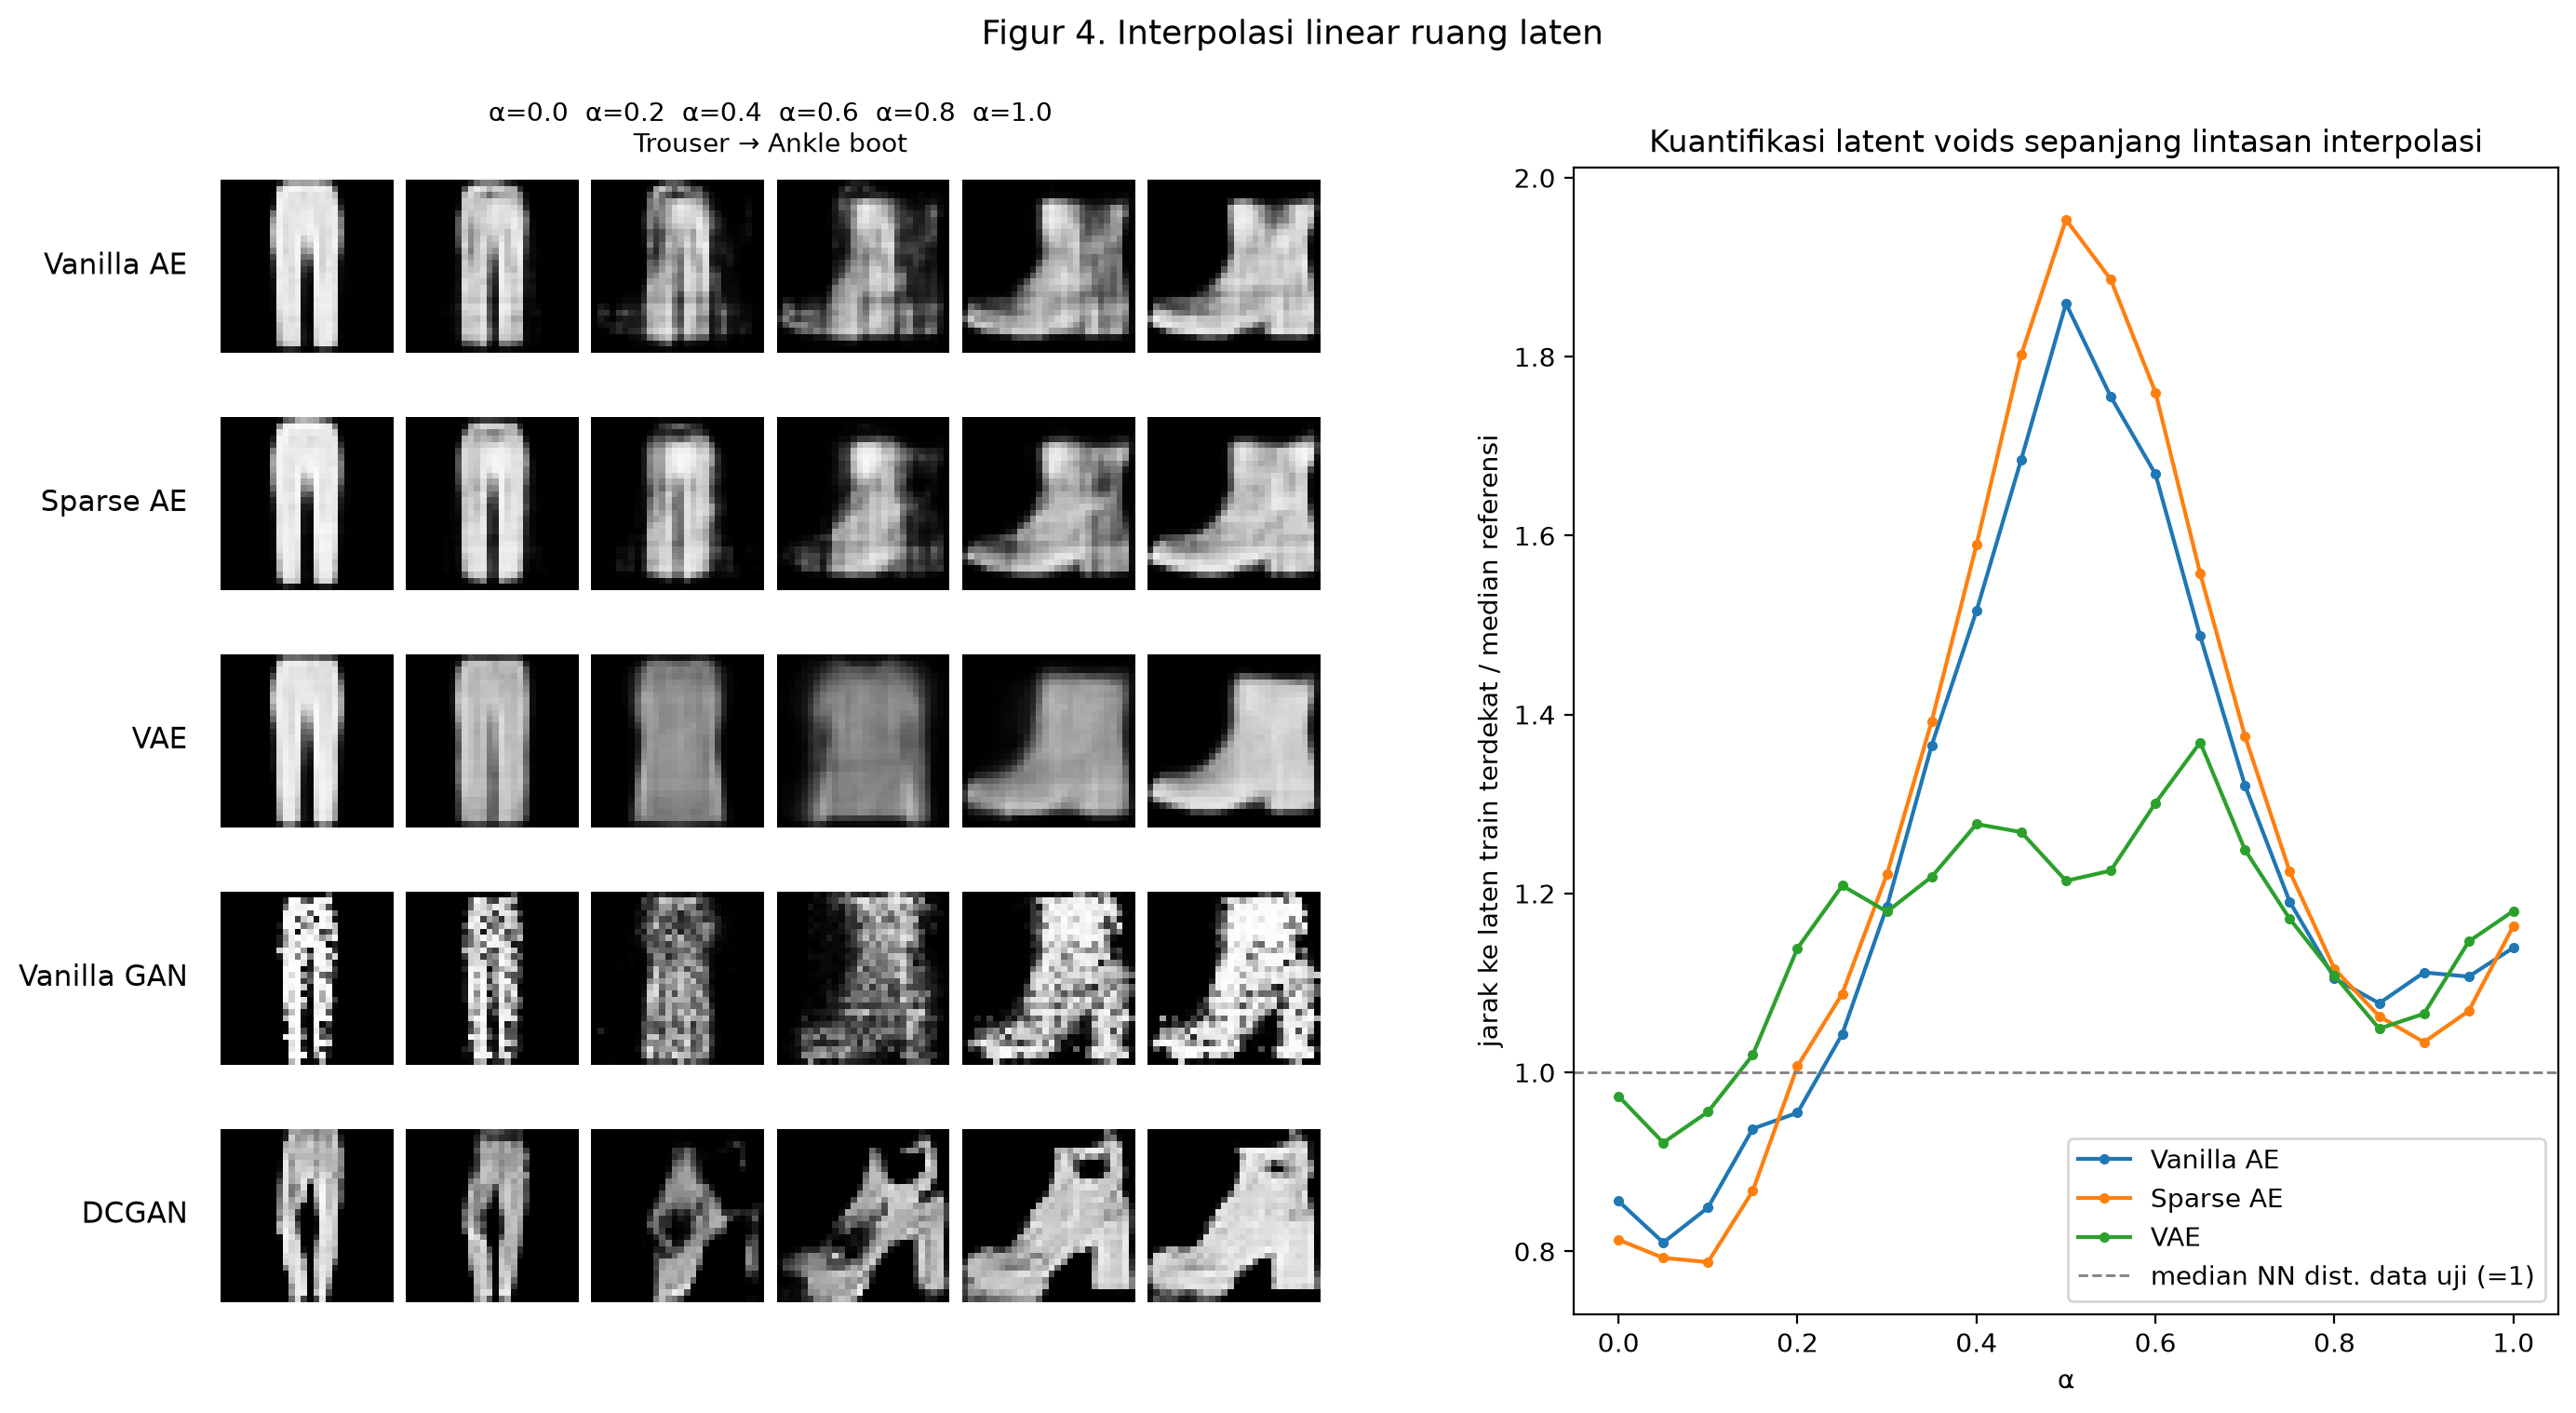 Figur 4. Interpolasi linear ruang laten
α=0.0 α=0.2 α=0.4 α=0.6 α=0.8 α=1.0
Trouser → Ankle boot
Vanilla AE
Sparse AE
VAE
Vanilla GAN
DCGAN
Kuantifikasi latent voids sepanjang lintasan interpolasi
jarak ke laten train terdekat / median referensi
2.0
1.8
1.6
1.4
1.2
1.0
0.8
Vanilla AE
Sparse AE
VAE
median NN dist. data uji (=1)
0.0 0.2 0.4 0.6 0.8 1.0
α